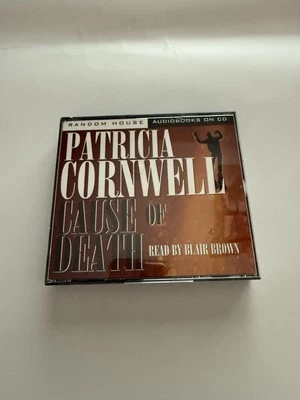 RANDOM HOUSE AUDIOBOOKS ON CD
PATRICIA
CORNWELL
CAUSE OF
DEATH
READ BY BLAIR BROWN